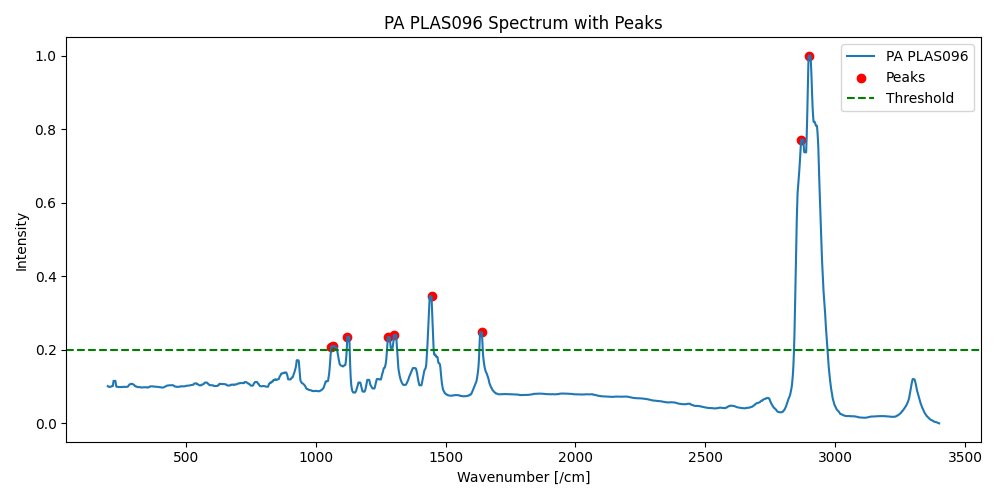 PA PLAS096 Spectrum with Peaks
PA PLAS096
Peaks
Threshold
Intensity
1.0
0.8
0.6
0.4
0.2
0.0
500 1000 1500 2000 2500 3000 3500
Wavenumber [/cm]